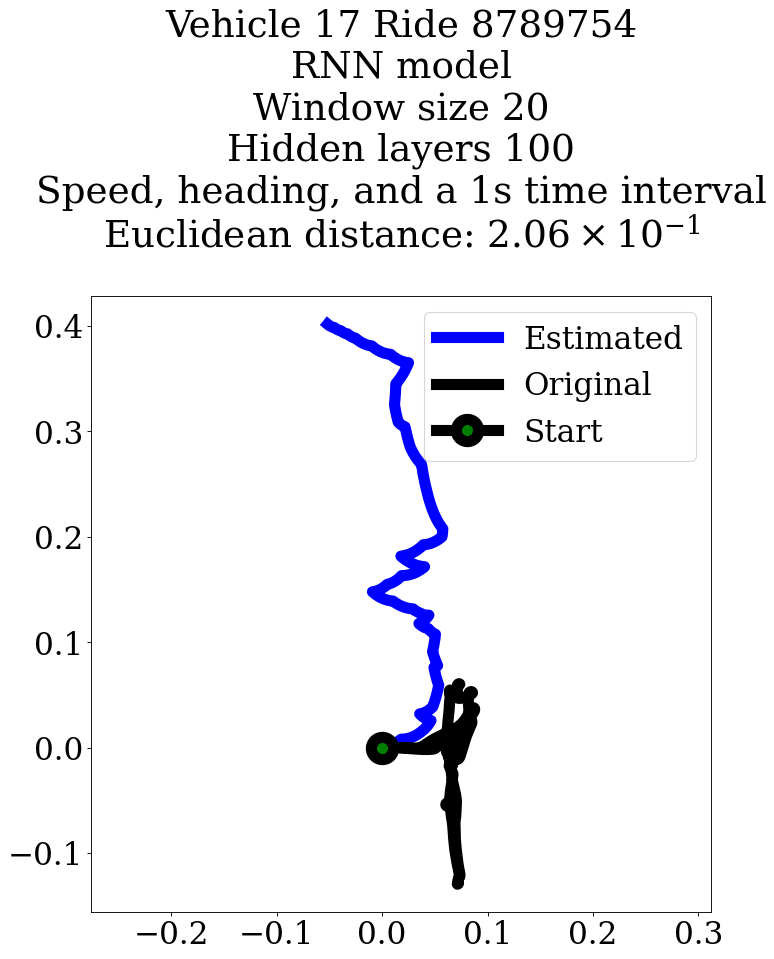 Vehicle 17 Ride 8789754
RNN model
Window size 20
Hidden layers 100
Speed, heading, and a 1s time interval
Euclidean distance: 2.06 × 10⁻¹
Estimated
Original
Start
0.4
0.3
0.2
0.1
0.0
−0.1
−0.2 −0.1 0.0 0.1 0.2 0.3